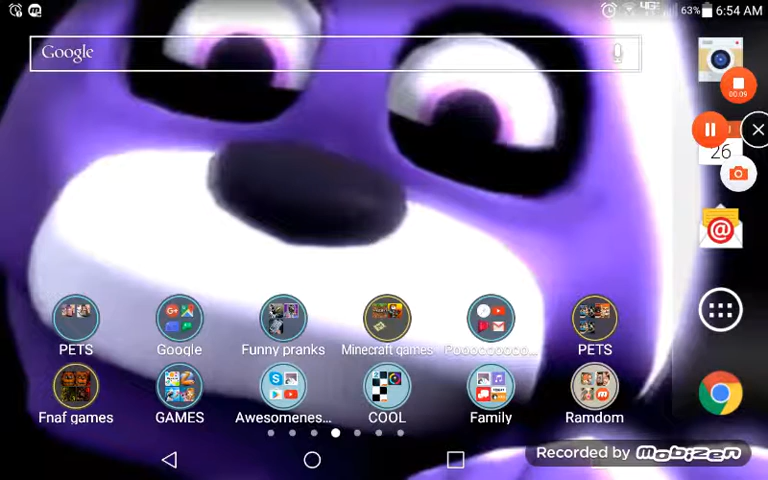 63% 6:54 AM
Google
00:09
26
PETS
Google
Funny pranks
Minecraft games
PETS
Fnaf games
GAMES
Awesomenes...
COOL
Family
Ramdom
Recorded by mobizen